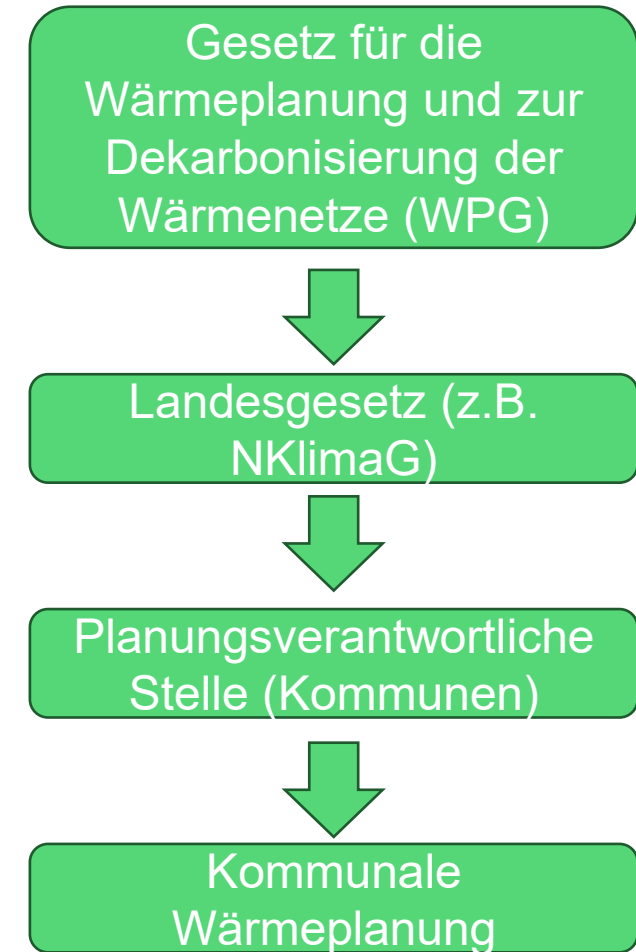 Gesetz für die
Wärmeplanung und zur
Dekarbonisierung der
Wärmenetze (WPG)
Landesgesetz (z.B.
NKlimaG)
Planungsverantwortliche
Stelle (Kommunen)
Kommunale
Wärmeplanung